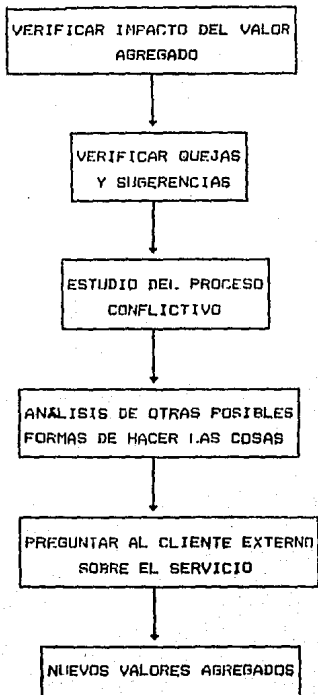 VERIFICAR IMPACTO DEL VALOR
AGREGADO
VERIFICAR QUEJAS
Y SUGERENCIAS
ESTUDIO DEL PROCESO
CONFLICTIVO
ANALISIS DE OTRAS POSIBLES
FORMAS DE HACER LAS COSAS
PREGUNTAR AL CLIENTE EXTERNO
SOBRE EL SERVICIO
NUEVOS VALORES AGREGADOS